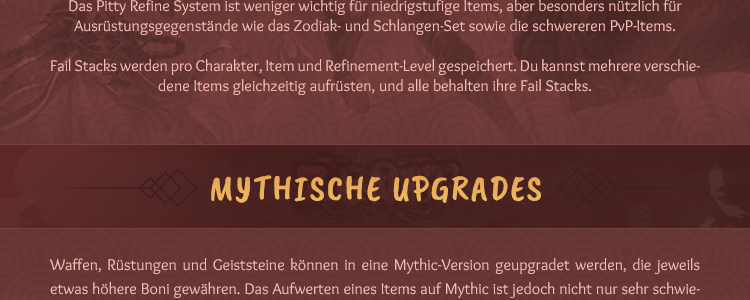 Das Pitty Refine System ist weniger wichtig für niedrigstufige Items, aber besonders nützlich für
Ausrüstungsgegenstände wie das Zodiak- und Schlangen-Set sowie die schwereren PvP-Items.
Fail Stacks werden pro Charakter, Item und Refinement-Level gespeichert. Du kannst mehrere verschie-
dene Items gleichzeitig aufrüsten, und alle behalten ihre Fail Stacks.
MYTHISCHE UPGRADES
Waffen, Rüstungen und Geiststeine können in eine Mythic-Version geupgradet werden, die jeweils
etwas höhere Boni gewähren. Das Aufwerten eines Items auf Mythic ist jedoch nicht nur sehr schwie-